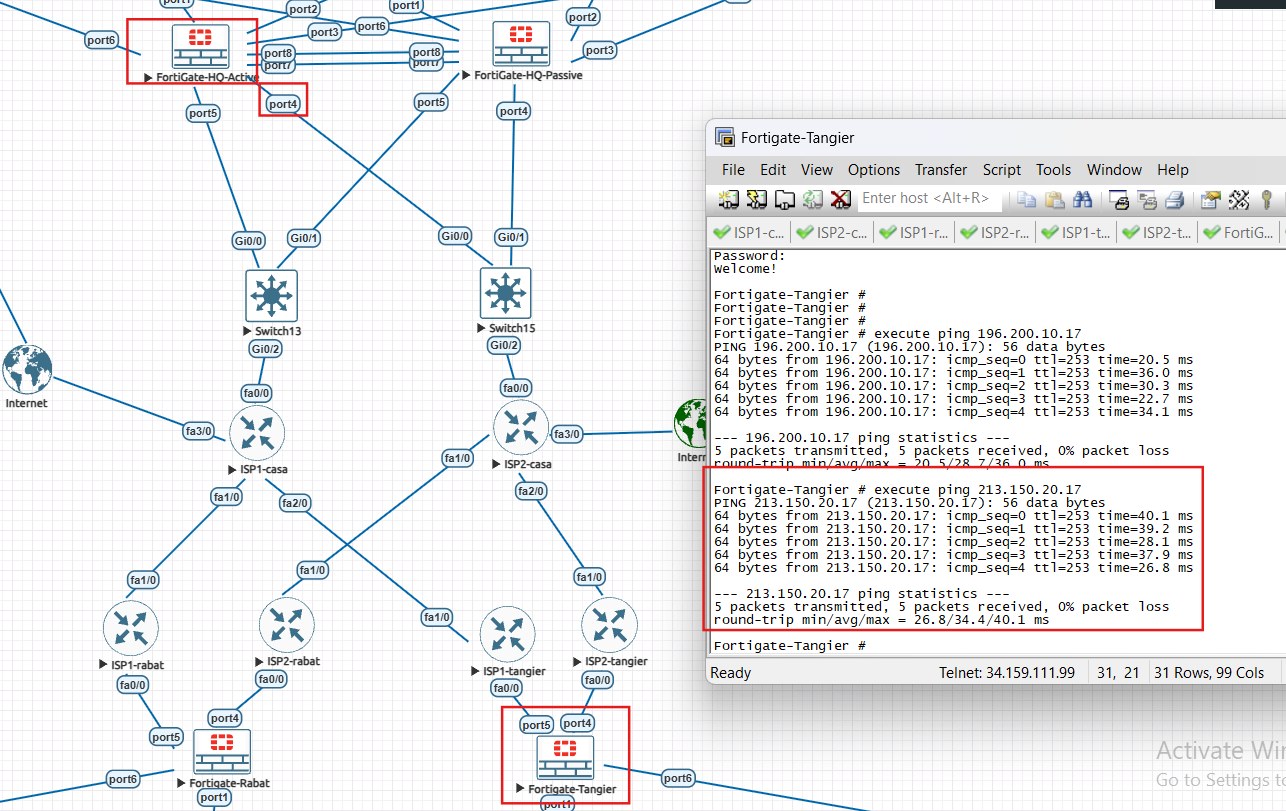 port1
port2
port1
port6
port3
port2
port6
port8
port8
port3
port7
port7
FortiGate-HQ-Active
FortiGate-HQ-Passive
port5
port4
port5
port4
Gi0/0
Gi0/1
Gi0/0
Gi0/1
Switch13
Switch15
Gi0/2
Gi0/2
Internet
fa0/0
fa0/0
fa3/0
fa3/0
ISP1-casa
ISP2-casa
fa1/0
fa1/0
fa2/0
fa2/0
fa1/0
fa1/0
fa1/0
fa1/0
ISP1-rabat
ISP2-rabat
ISP1-tangier
ISP2-tangier
fa0/0
fa0/0
fa0/0
fa0/0
port5
port4
port5
port4
Fortigate-Rabat
Fortigate-Tangier
port6
port6
port1
port1
Fortigate-Tangier
File Edit View Options Transfer Script Tools Window Help
Enter host <Alt+R>
ISP1-c... ISP2-c... ISP1-r... ISP2-r... ISP1-t... ISP2-t... FortiG...
Password:
Welcome!
Fortigate-Tangier #
Fortigate-Tangier #
Fortigate-Tangier #
Fortigate-Tangier # execute ping 196.200.10.17
PING 196.200.10.17 (196.200.10.17): 56 data bytes
64 bytes from 196.200.10.17: icmp_seq=0 ttl=253 time=20.5 ms
64 bytes from 196.200.10.17: icmp_seq=1 ttl=253 time=36.0 ms
64 bytes from 196.200.10.17: icmp_seq=2 ttl=253 time=30.3 ms
64 bytes from 196.200.10.17: icmp_seq=3 ttl=253 time=22.7 ms
64 bytes from 196.200.10.17: icmp_seq=4 ttl=253 time=34.1 ms
--- 196.200.10.17 ping statistics ---
5 packets transmitted, 5 packets received, 0% packet loss
round-trip min/avg/max = 20.5/28.7/36.0 ms
Fortigate-Tangier # execute ping 213.150.20.17
PING 213.150.20.17 (213.150.20.17): 56 data bytes
64 bytes from 213.150.20.17: icmp_seq=0 ttl=253 time=40.1 ms
64 bytes from 213.150.20.17: icmp_seq=1 ttl=253 time=39.2 ms
64 bytes from 213.150.20.17: icmp_seq=2 ttl=253 time=28.1 ms
64 bytes from 213.150.20.17: icmp_seq=3 ttl=253 time=37.9 ms
64 bytes from 213.150.20.17: icmp_seq=4 ttl=253 time=26.8 ms
--- 213.150.20.17 ping statistics ---
5 packets transmitted, 5 packets received, 0% packet loss
round-trip min/avg/max = 26.8/34.4/40.1 ms
Fortigate-Tangier #
Ready Telnet: 34.159.111.99 31, 21 31 Rows, 99 Cols
Activate Wi
Go to Settings to